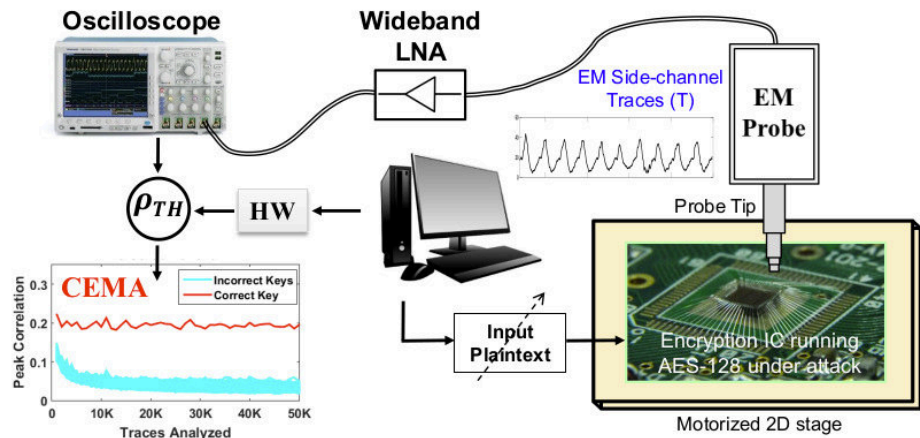 Oscilloscope
Wideband
LNA
EM Side-channel
Traces (T)
EM
Probe
Probe Tip
ρTH
HW
CEMA
Incorrect Keys
Correct Key
Peak Correlation
0.3
0.2
0.1
0
0
10K
20K
30K
40K
50K
Traces Analyzed
Input
Plaintext
Encryption IC running
AES-128 under attack
Motorized 2D stage